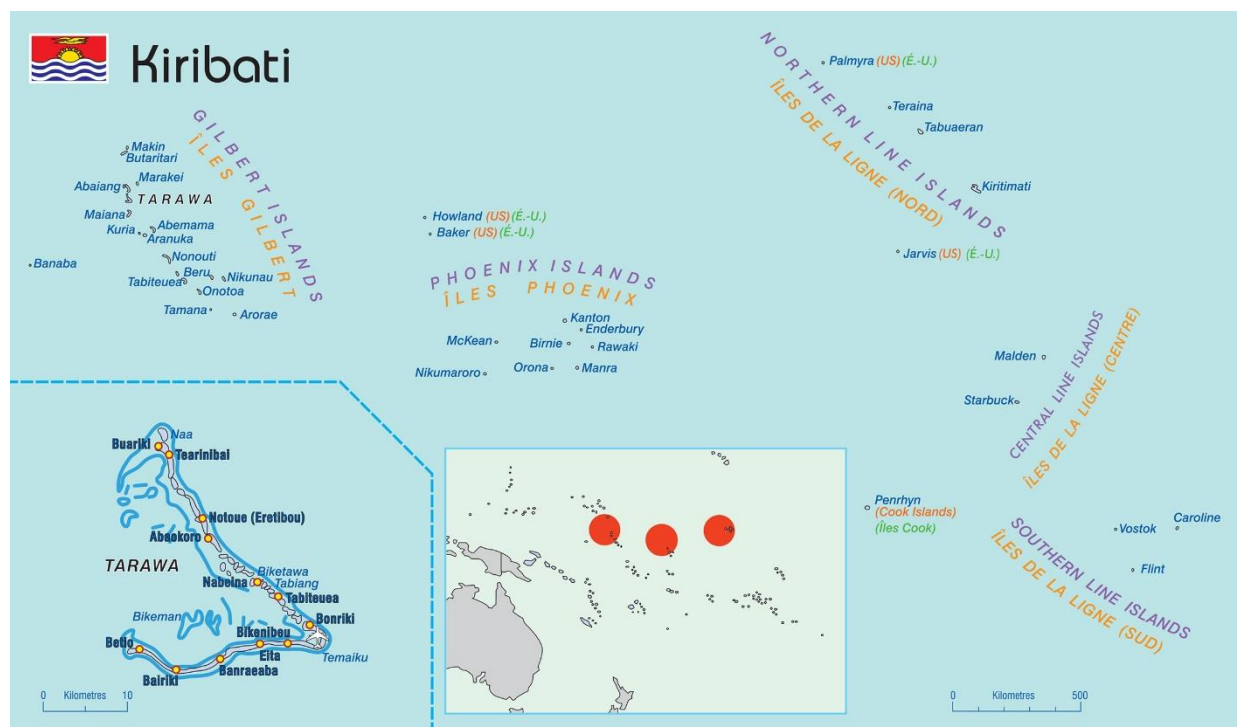 Kiribati
GILBERT ISLANDS
ÎLES GILBERT
Makin
Butaritari
Marakei
Abaiang
TARAWA
Maiana
Kuria
Abemama
Aranuka
Banaba
Nonouti
Beru
Nikunau
Tabiteuea
Onotoa
Tamana
Arorae
Howland (US) (É.-U.)
Baker (US) (É.-U.)
PHOENIX ISLANDS
ÎLES PHOENIX
Kanton
Enderbury
McKean
Birnie
Rawaki
Nikumaroro
Orona
Manra
NORTHERN LINE ISLANDS
ÎLES DE LA LIGNE (NORD)
Palmyra (US) (É.-U.)
Teraina
Tabuaeran
Kiritimati
Jarvis (US) (É.-U.)
Malden
Starbuck
CENTRAL LINE ISLANDS
ÎLES DE LA LIGNE (CENTRE)
Penrhyn
(Cook Islands)
(Îles Cook)
SOUTHERN LINE ISLANDS
ÎLES DE LA LIGNE (SUD)
Vostok
Caroline
Flint
Naa
Buariki
Tearinibai
Notoue (Eretibou)
Abaokoro
TARAWA
Biketawa
Nabeina
Tabiang
Tabiteuea
Bikeman
Bonriki
Bikenibeu
Betio
Eita
Temaiku
Banraeaba
Bairiki
0 Kilometres 10
0 Kilometres 500